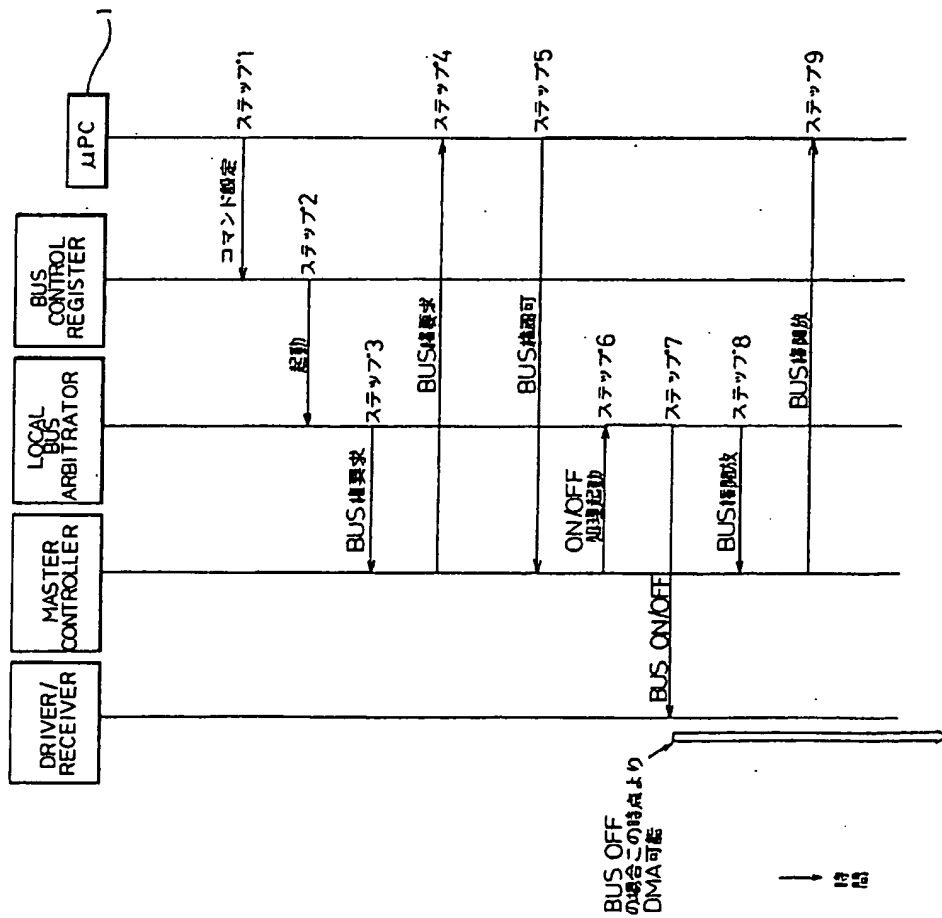 DRIVER/
RECEIVER
MASTER
CONTROLLER
LOCAL
BUS
ARBITRATOR
BUS
CONTROL
REGISTER
μPC
1
コマンド設定
ステップ1
起動
ステップ2
BUS権要求
ステップ3
BUS権要求
ステップ4
BUS権認可
ステップ5
ON/OFF
処理起動
ステップ6
BUS ON/OFF
ステップ7
BUS権開放
ステップ8
BUS権開放
ステップ9
BUS OFF
の場合この時点より
DMA可能
時間